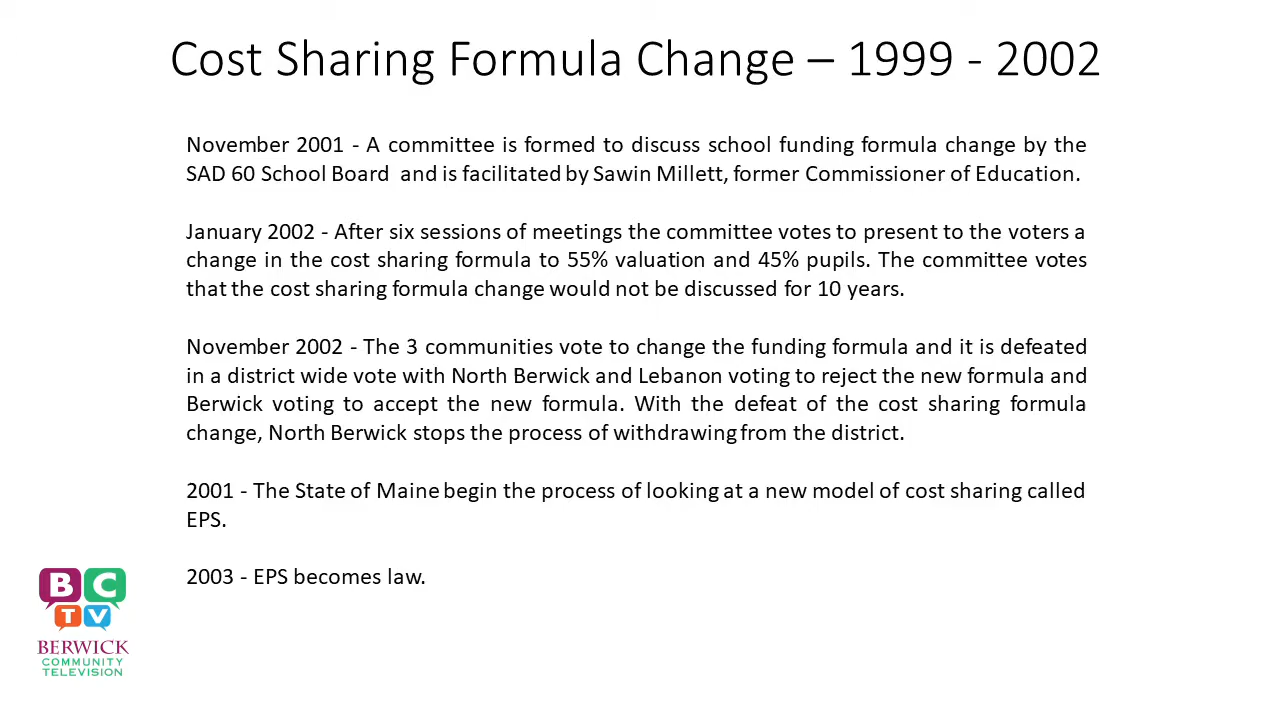 Cost Sharing Formula Change – 1999 - 2002
November 2001 - A committee is formed to discuss school funding formula change by the
SAD 60 School Board and is facilitated by Sawin Millett, former Commissioner of Education.
January 2002 - After six sessions of meetings the committee votes to present to the voters a
change in the cost sharing formula to 55% valuation and 45% pupils. The committee votes
that the cost sharing formula change would not be discussed for 10 years.
November 2002 - The 3 communities vote to change the funding formula and it is defeated
in a district wide vote with North Berwick and Lebanon voting to reject the new formula and
Berwick voting to accept the new formula. With the defeat of the cost sharing formula
change, North Berwick stops the process of withdrawing from the district.
2001 - The State of Maine begin the process of looking at a new model of cost sharing called
EPS.
2003 - EPS becomes law.
BC
TV
BERWICK
COMMUNITY
TELEVISION